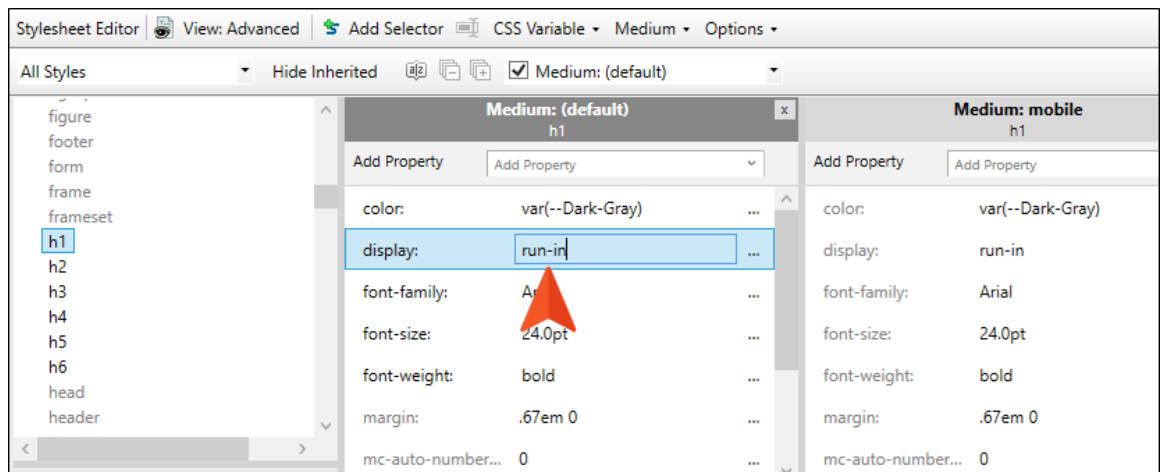 Stylesheet Editor View: Advanced Add Selector CSS Variable Medium Options
All Styles Hide Inherited a z Medium: (default)
figure
footer
form
frame
frameset
h1
h2
h3
h4
h5
h6
head
header
Medium: (default) x
h1
Add Property Add Property
color: var(--Dark-Gray) ...
display: run-in ...
font-family: ...
font-size: 24.0pt ...
font-weight: bold ...
margin: .67em 0 ...
mc-auto-number... 0 ...
Medium: mobile
h1
Add Property Add Property
color: var(--Dark-Gray)
display: run-in
font-family: Arial
font-size: 24.0pt
font-weight: bold
margin: .67em 0
mc-auto-number... 0